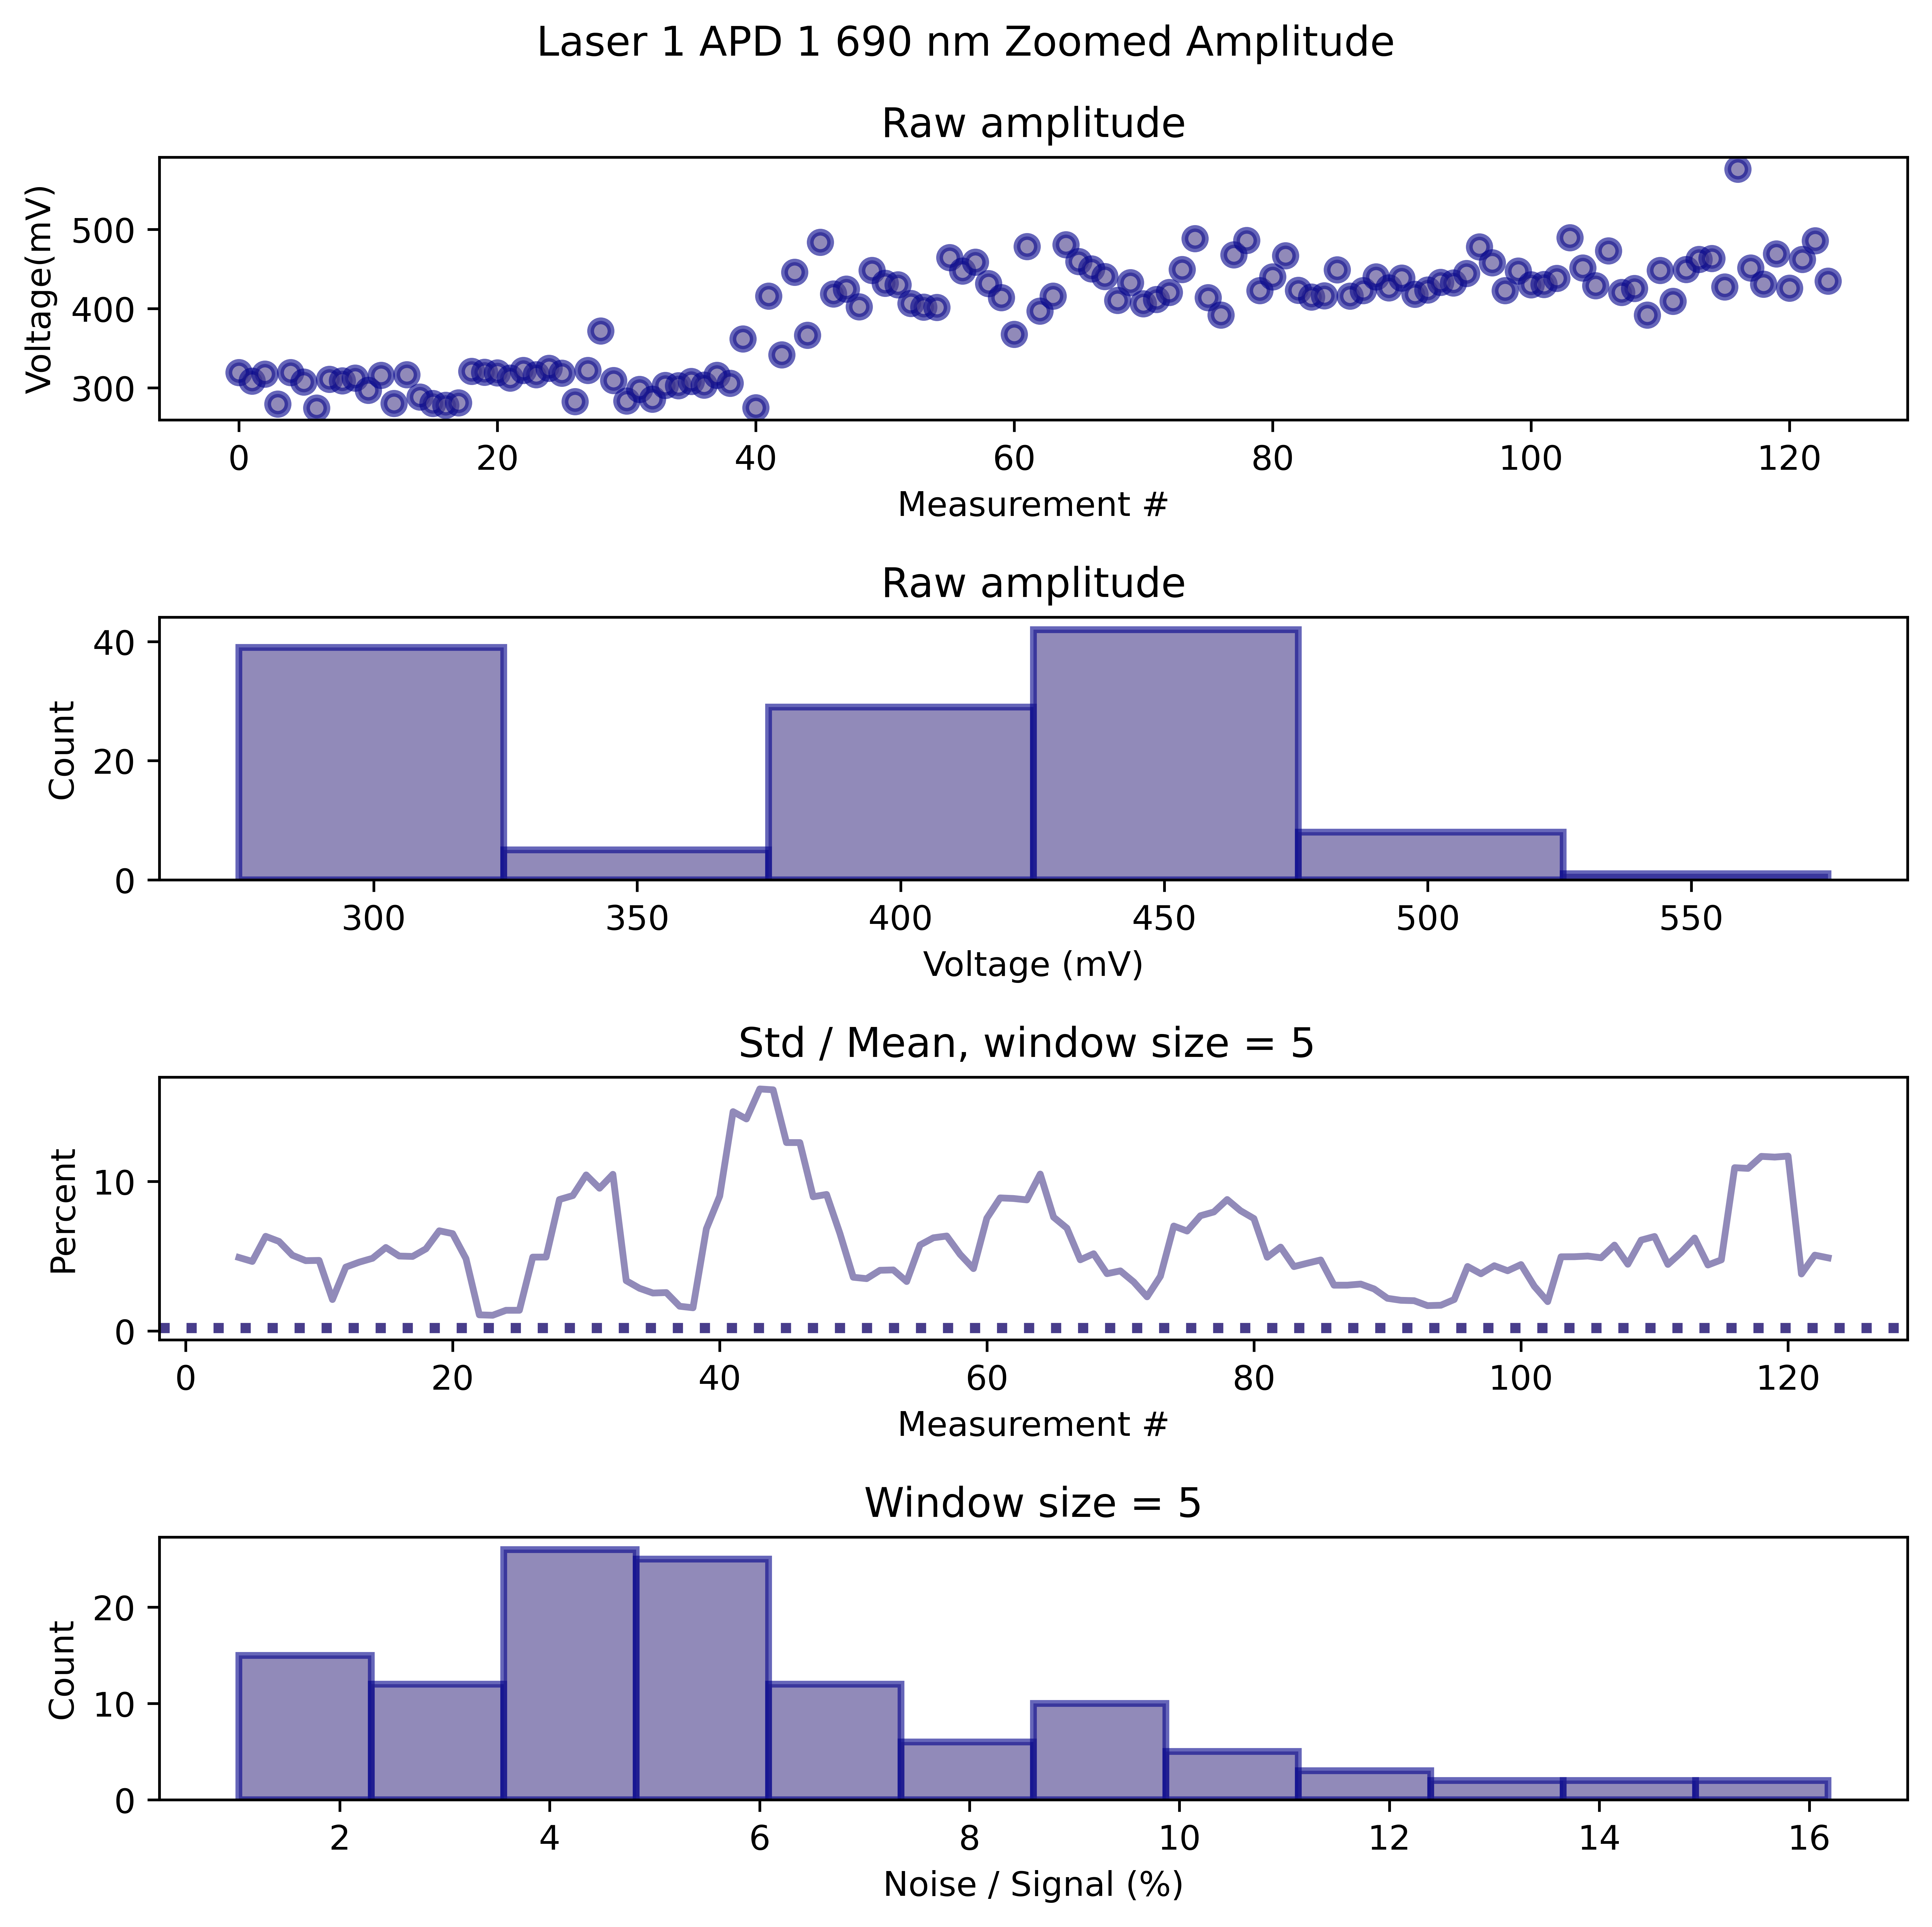 Laser 1 APD 1 690 nm Zoomed Amplitude
Raw amplitude
Voltage(mV)
500
400
300
0 20 40 60 80 100 120
Measurement #
Raw amplitude
Count
40
20
0
300 350 400 450 500 550
Voltage (mV)
Std / Mean, window size = 5
Percent
10
0
0 20 40 60 80 100 120
Measurement #
Window size = 5
Count
20
10
0
2 4 6 8 10 12 14 16
Noise / Signal (%)